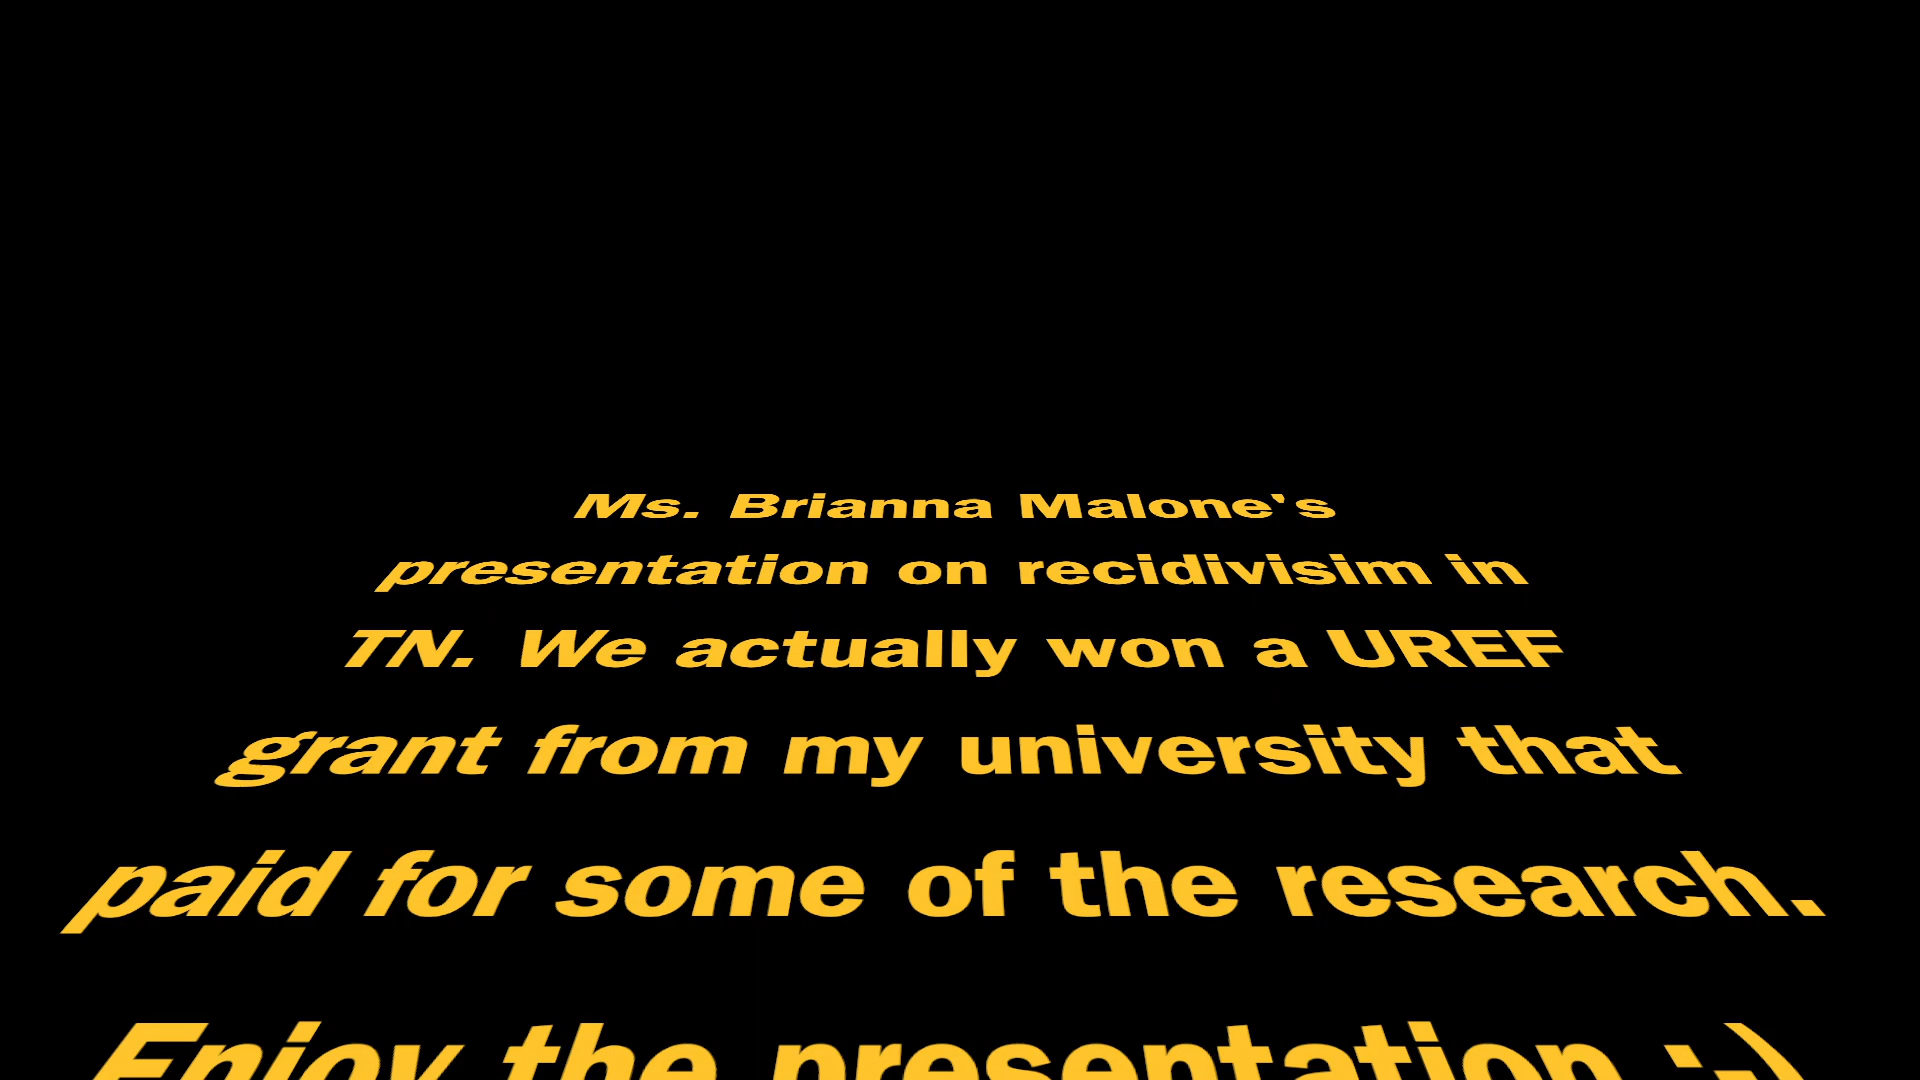 Ms. Brianna Malone's
presentation on recidivisim in
TN. We actually won a UREF
grant from my university that
paid for some of the research.
Enjoy the presentation :-)